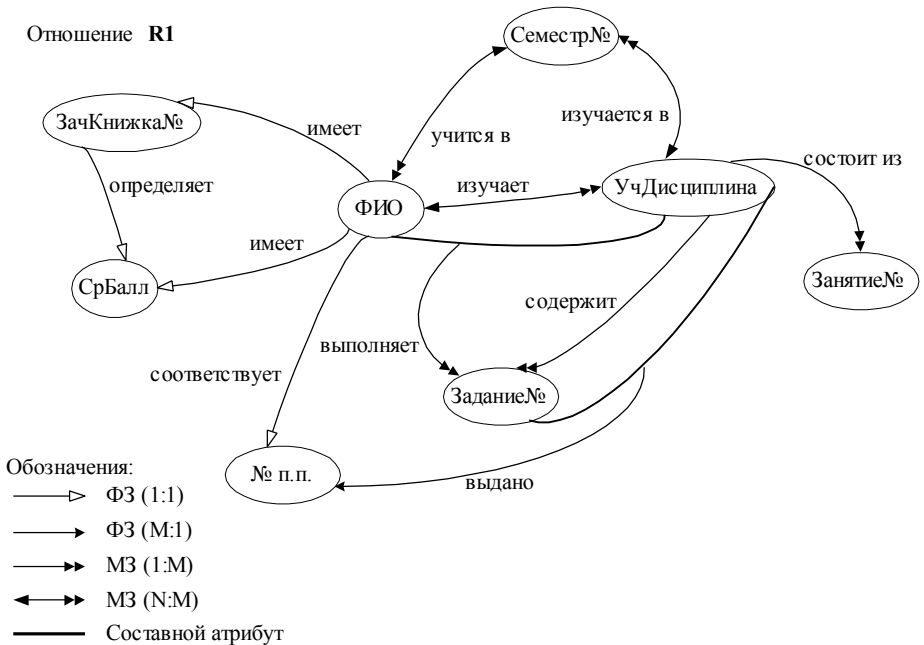 Отношение R1
Семестр№
ЗачКнижка№
имеет
учится в
изучается в
состоит из
определяет
ФИО
изучает
УчДисциплина
имеет
СрБалл
Занятие№
содержит
соответствует
выполняет
Задание№
№ п.п.
выдано
Обозначения:
ФЗ (1:1)
ФЗ (М:1)
МЗ (1:М)
МЗ (N:М)
Составной атрибут